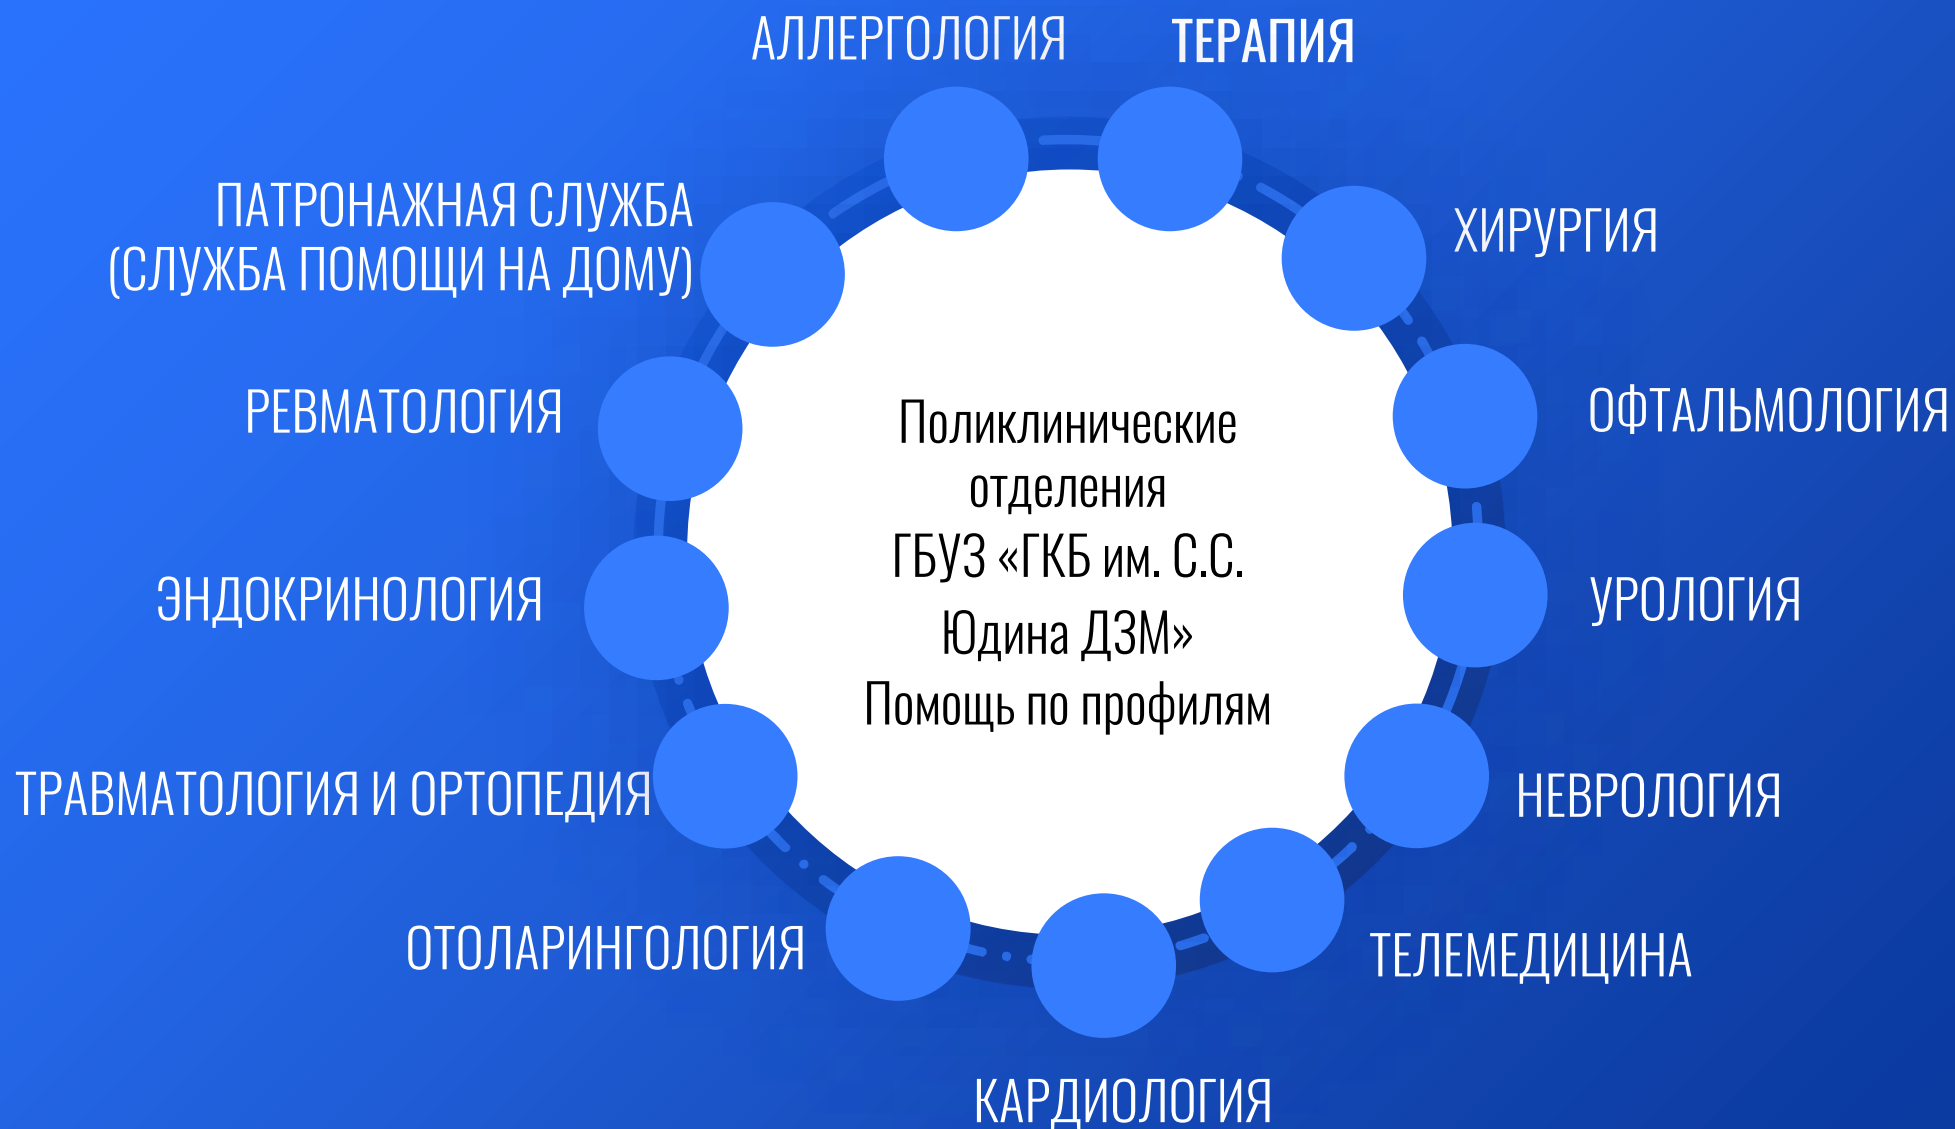 АЛЛЕРГОЛОГИЯ
ТЕРАПИЯ
ПАТРОНАЖНАЯ СЛУЖБА
(СЛУЖБА ПОМОЩИ НА ДОМУ)
ХИРУРГИЯ
РЕВМАТОЛОГИЯ
ОФТАЛЬМОЛОГИЯ
Поликлинические
отделения
ГБУЗ «ГКБ им. С.С.
Юдина ДЗМ»
Помощь по профилям
ЭНДОКРИНОЛОГИЯ
УРОЛОГИЯ
ТРАВМАТОЛОГИЯ И ОРТОПЕДИЯ
НЕВРОЛОГИЯ
ОТОЛАРИНГОЛОГИЯ
ТЕЛЕМЕДИЦИНА
КАРДИОЛОГИЯ